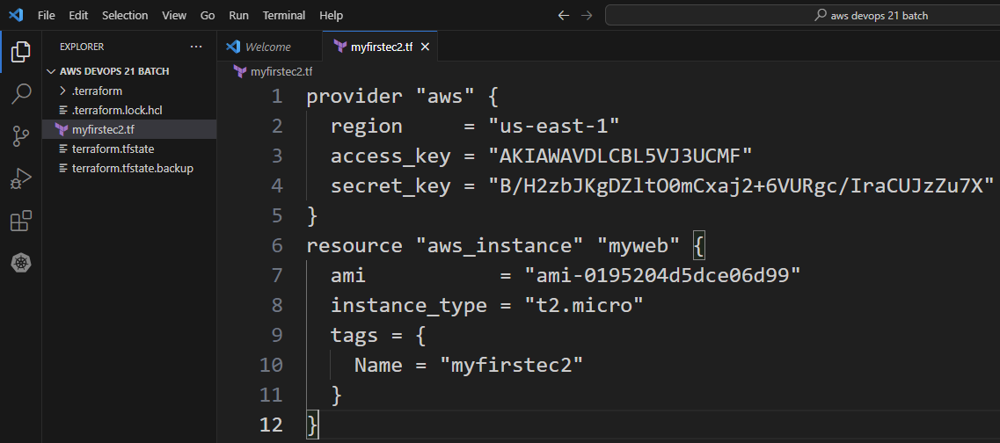 File Edit Selection View Go Run Terminal Help
aws devops 21 batch
EXPLORER
AWS DEVOPS 21 BATCH
.terraform
.terraform.lock.hcl
myfirstec2.tf
terraform.tfstate
terraform.tfstate.backup
Welcome
myfirstec2.tf
myfirstec2.tf
1 provider "aws" {
2 region = "us-east-1"
3 access_key = "AKIAWAVDLCBL5VJ3UCMF"
4 secret_key = "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"
5 }
6 resource "aws_instance" "myweb" {
7 ami = "ami-0195204d5dce06d99"
8 instance_type = "t2.micro"
9 tags = {
10 Name = "myfirstec2"
11 }
12 }